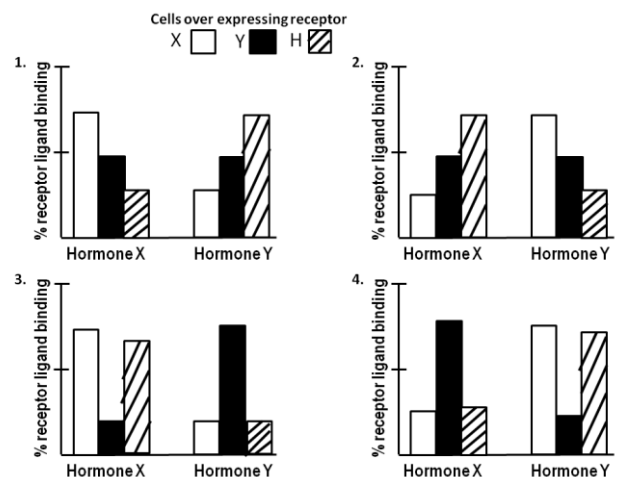 Cells over expressing receptor
X Y H
1.
% receptor ligand binding
Hormone X Hormone Y
2.
% receptor ligand binding
Hormone X Hormone Y
3.
% receptor ligand binding
Hormone X Hormone Y
4.
% receptor ligand binding
Hormone X Hormone Y